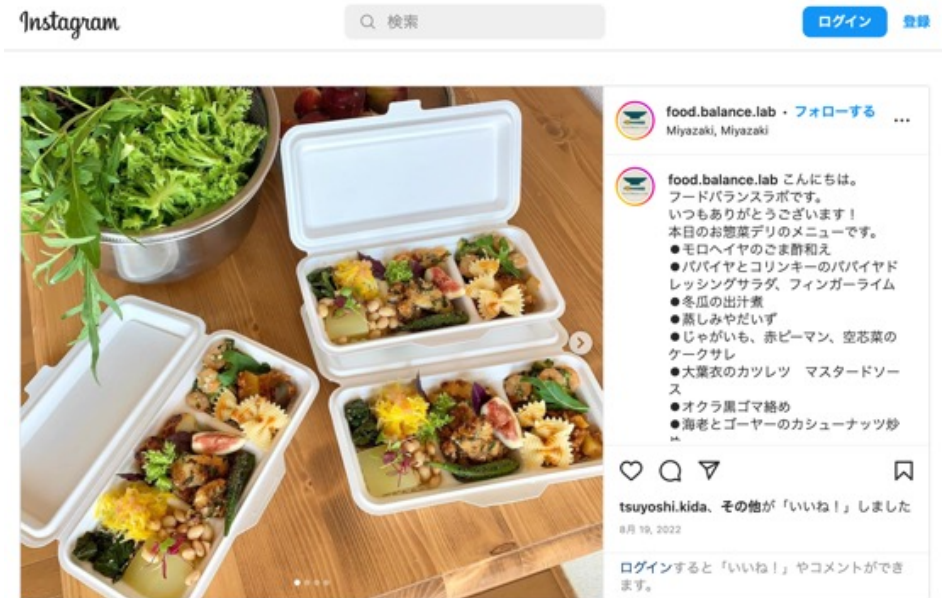 Instagram
検索
ログイン
登録
food.balance.lab・フォローする
Miyazaki, Miyazaki
food.balance.lab こんにちは。
フードバランスラボです。
いつもありがとうございます！
本日のお惣菜デリのメニューです。
●モロヘイヤのごま酢和え
●パパイヤとコリンキーのパパイヤド
レッシングサラダ、フィンガーライム
●冬瓜の出汁煮
●蒸しみやだいず
●じゃがいも、赤ピーマン、空芯菜の
ケークサレ
●大葉衣のカツレツ　マスタードソー
ス
●オクラ黒ゴマ絡め
●海老とゴーヤーのカシューナッツ炒
tsuyoshi.kida、その他が「いいね！」しました
8月 19, 2022
ログインすると「いいね！」やコメントができ
ます。